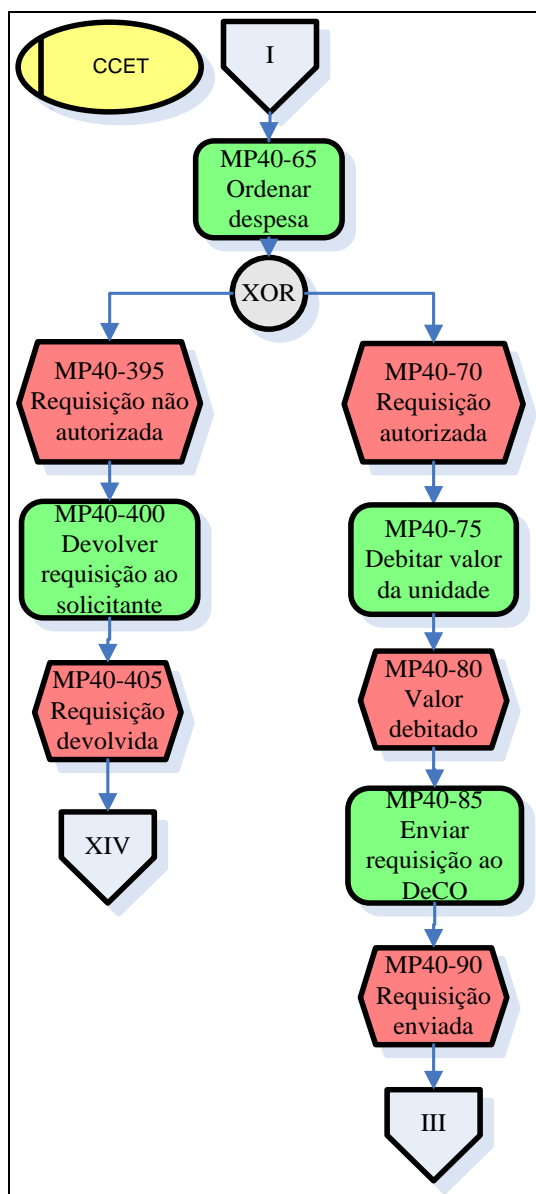 CCET
I
MP40-65
Ordenar
despesa
XOR
MP40-395
Requisição não
autorizada
MP40-400
Devolver
requisição ao
solicitante
MP40-405
Requisição
devolvida
XIV
MP40-70
Requisição
autorizada
MP40-75
Debitar valor
da unidade
MP40-80
Valor
debitado
MP40-85
Enviar
requisição ao
DeCO
MP40-90
Requisição
enviada
III